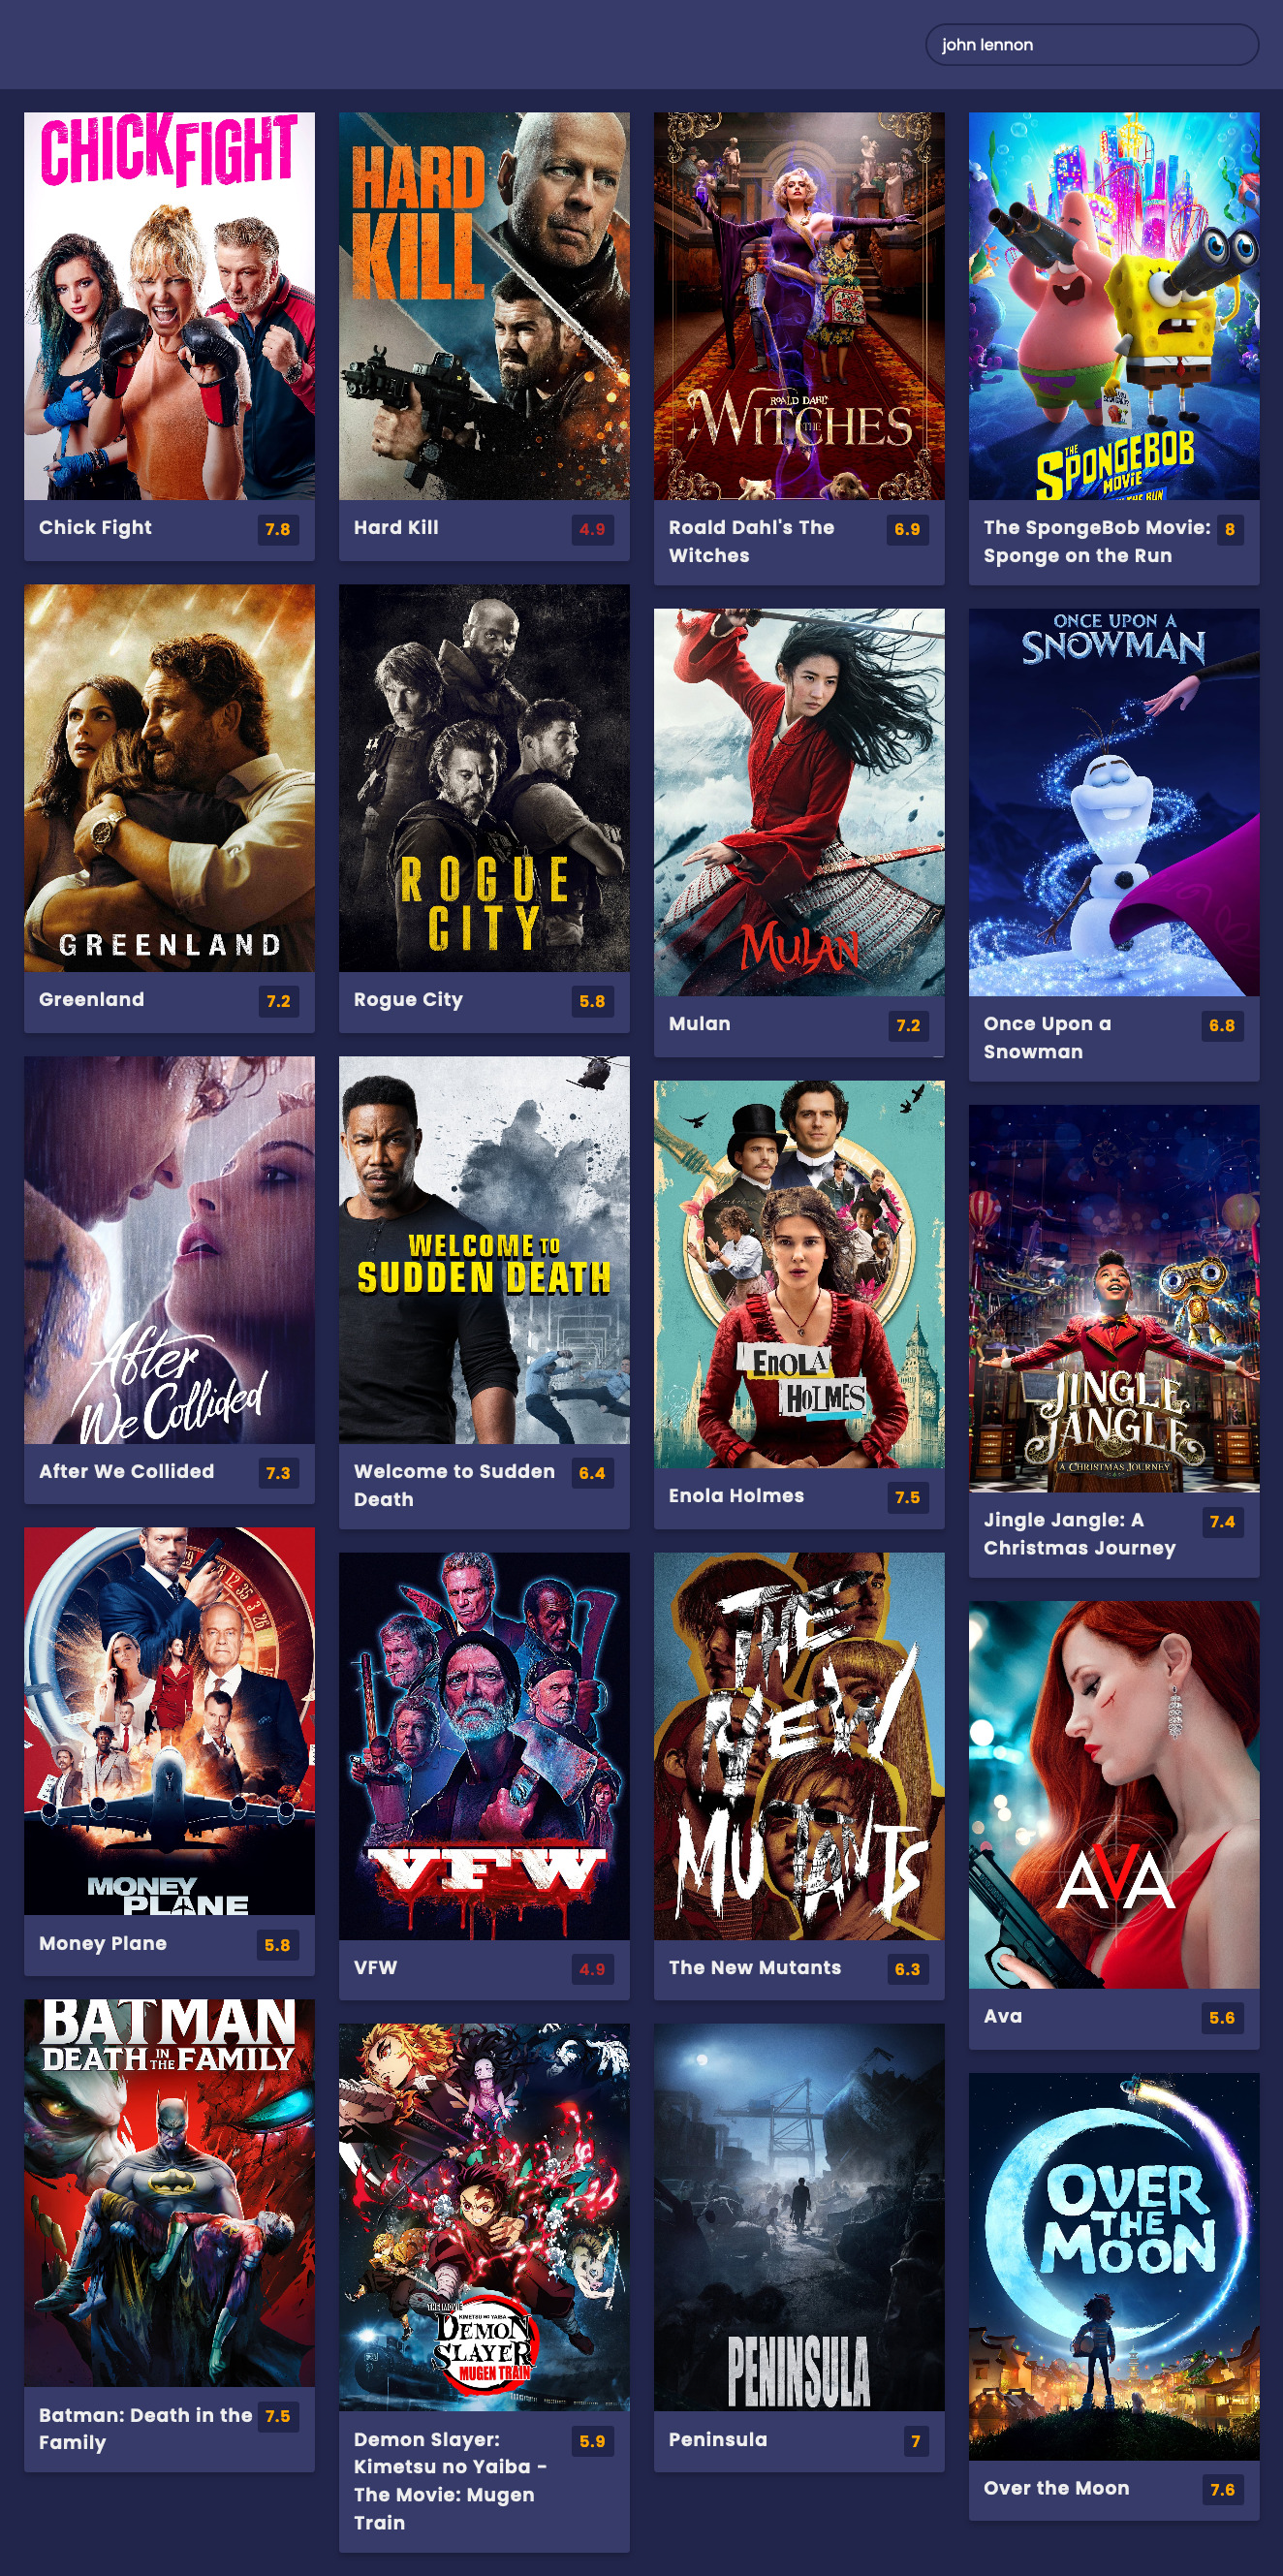 john lennon
CHICK FIGHT
Chick Fight
7.8
HARD
KILL
Hard Kill
4.9
ROALD DAHL'S
THE
WITCHES
Roald Dahl's The
Witches
6.9
THE
SPONGEBOB
MOVIE
The SpongeBob Movie:
Sponge on the Run
8
GREENLAND
Greenland
7.2
ROGUE
CITY
Rogue City
5.8
MULAN
Mulan
7.2
ONCE UPON A
SNOWMAN
Once Upon a
Snowman
6.8
After
We Collided
After We Collided
7.3
WELCOME TO
SUDDEN DEATH
Welcome to Sudden
Death
6.4
ENOLA
HOLMES
Enola Holmes
7.5
JINGLE
JANGLE
A CHRISTMAS JOURNEY
Jingle Jangle: A
Christmas Journey
7.4
MONEY
PLANE
Money Plane
5.8
VFW
VFW
4.9
THE
NEW
MUTANTS
The New Mutants
6.3
AVA
Ava
5.6
BATMAN
DEATH IN THE FAMILY
Batman: Death in the
Family
7.5
THE MOVIE
KIMETSU NO YAIBA
DEMON
SLAYER
MUGEN TRAIN
Demon Slayer:
Kimetsu no Yaiba -
The Movie: Mugen
Train
5.9
PENINSULA
Peninsula
7
OVER
THE
MOON
Over the Moon
7.6